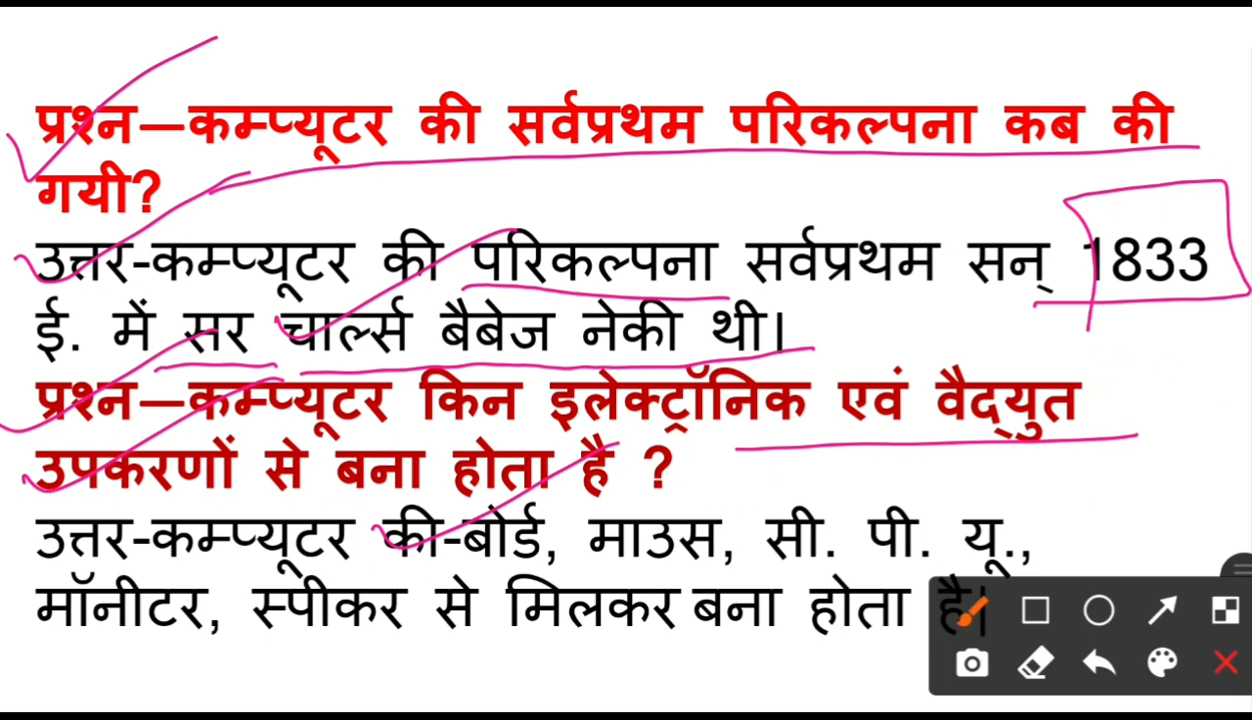 प्रश्न—कम्प्यूटर की सर्वप्रथम परिकल्पना कब की
गयी?
उत्तर-कम्प्यूटर की परिकल्पना सर्वप्रथम सन् 1833
ई. में सर चार्ल्स बैबेज नेकी थी।
प्रश्न—कम्प्यूटर किन इलेक्ट्रॉनिक एवं वैद्युत
उपकरणों से बना होता है ?
उत्तर-कम्प्यूटर की-बोर्ड, माउस, सी. पी. यू.,
मॉनीटर, स्पीकर से मिलकर बना होता है।